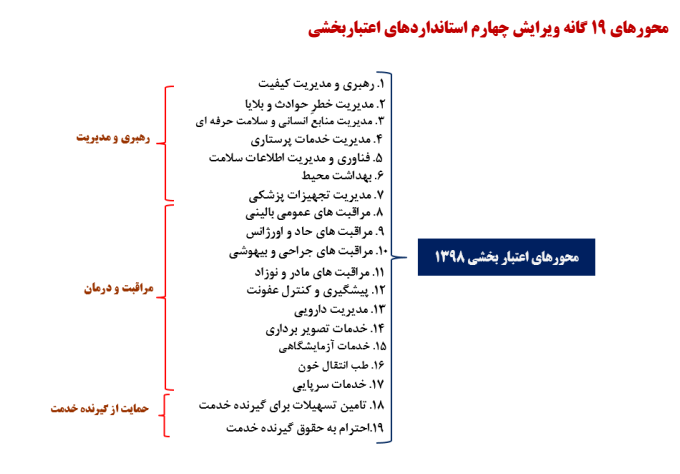 محورهای ۱۹ گانه ویرایش چهارم استانداردهای اعتباربخشی
محورهای اعتبار بخشی ۱۳۹۸
۱. رهبری و مدیریت کیفیت
۲. مدیریت خطر حوادث و بلایا
۳. مدیریت منابع انسانی و سلامت حرفه ای
۴. مدیریت خدمات پرستاری
۵. فناوری و مدیریت اطلاعات سلامت
۶. بهداشت محیط
۷. مدیریت تجهیزات پزشکی
۸. مراقبت های عمومی بالینی
۹. مراقبت های حاد و اورژانس
۱۰. مراقبت های جراحی و بیهوشی
۱۱. مراقبت های مادر و نوزاد
۱۲. پیشگیری و کنترل عفونت
۱۳. مدیریت دارویی
۱۴. خدمات تصویر برداری
۱۵. خدمات آزمایشگاهی
۱۶. طب انتقال خون
۱۷. خدمات سرپایی
۱۸. تامین تسهیلات برای گیرنده خدمت
۱۹.احترام به حقوق گیرنده خدمت
رهبری و مدیریت
مراقبت و درمان
حمایت از گیرنده خدمت